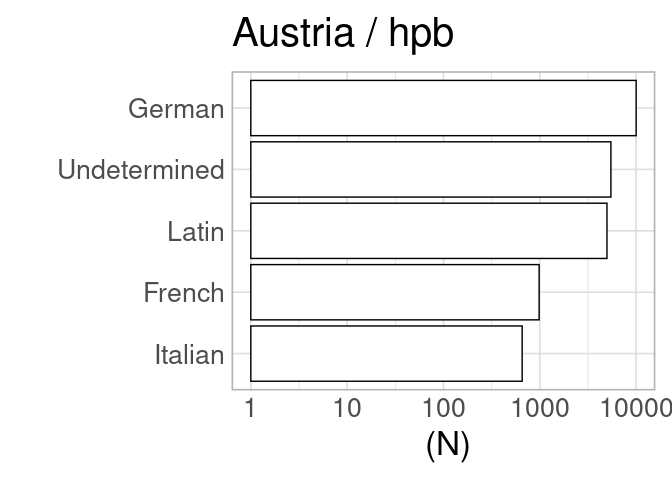 Austria / hpb
German
Undetermined
Latin
French
Italian
1 10 100 1000 10000
(N)